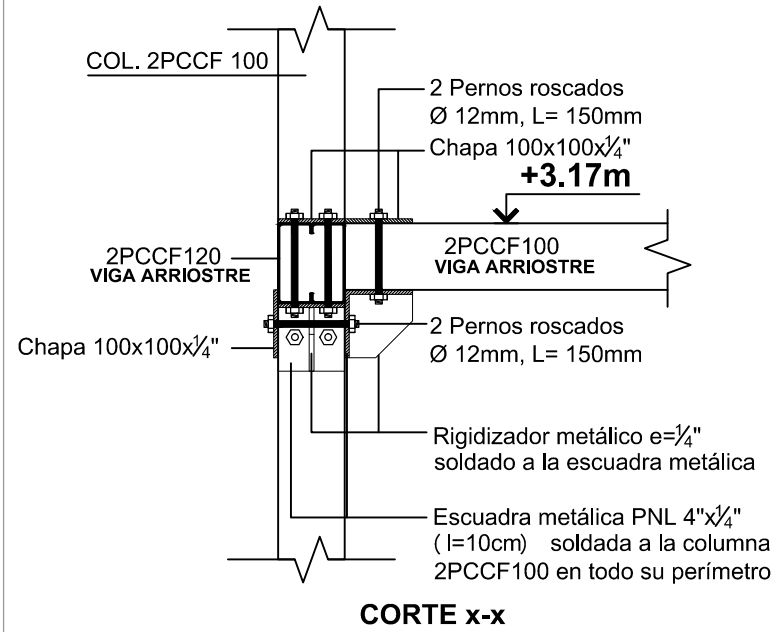 COL. 2PCCF 100
2 Pernos roscados
Ø 12mm, L= 150mm
Chapa 100x100x¼"
+3.17m
2PCCF120
VIGA ARRIOSTRE
2PCCF100
VIGA ARRIOSTRE
Chapa 100x100x¼"
2 Pernos roscados
Ø 12mm, L= 150mm
Rigidizador metálico e=¼"
soldado a la escuadra metálica
Escuadra metálica PNL 4"x¼"
( l=10cm) soldada a la columna
2PCCF100 en todo su perímetro
CORTE x-x